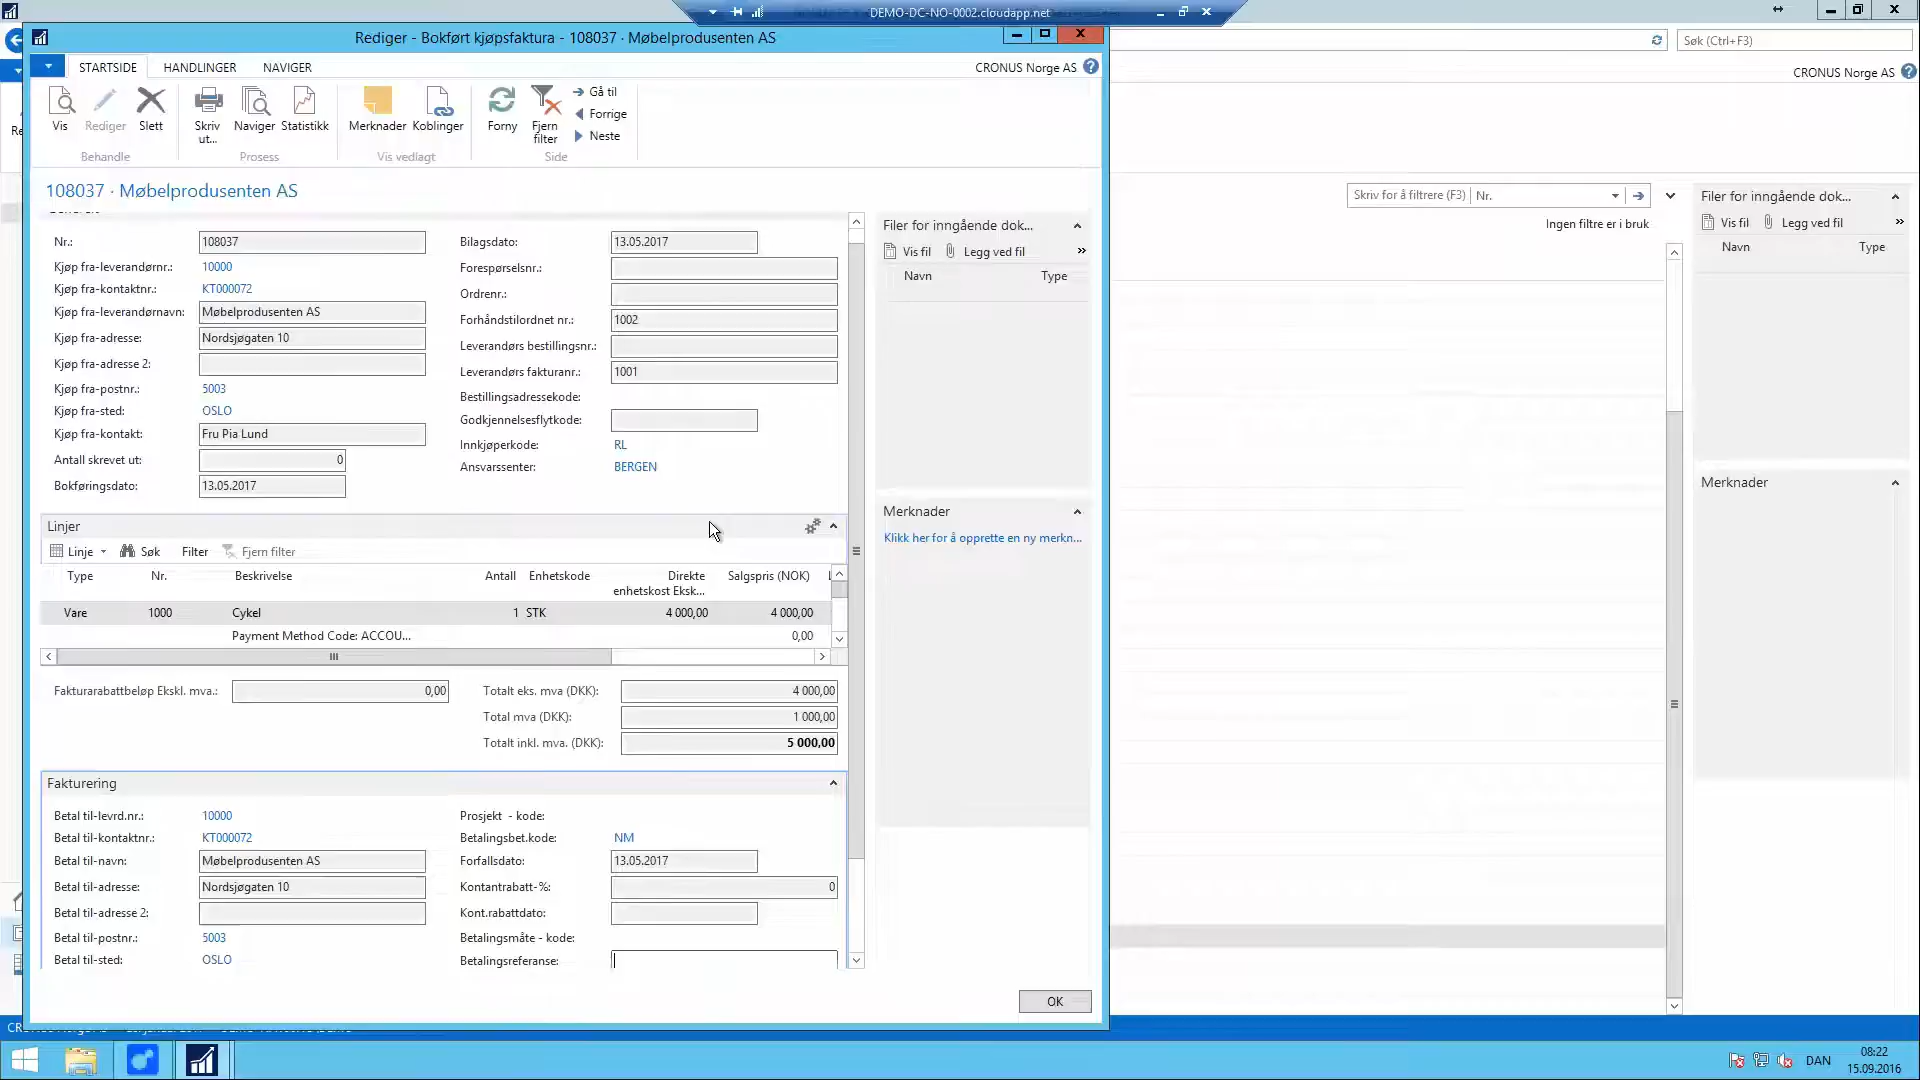 DEMO-DC-NO-0002.cloudapp.net
Rediger - Bokført kjøpsfaktura - 108037 · Møbelprodusenten AS
Søk (Ctrl+F3)
STARTSIDE HANDLINGER NAVIGER CRONUS Norge AS
CRONUS Norge AS
Vis Rediger Slett
Behandle
Skriv ut... Naviger Statistikk
Prosess
Merknader Koblinger
Vis vedlagt
Forny Fjern filter
Gå til
Forrige
Neste
Side
108037 · Møbelprodusenten AS
Nr.: 108037
Kjøp fra-leverandørnr.: 10000
Kjøp fra-kontaktnr.: KT000072
Kjøp fra-leverandørnavn: Møbelprodusenten AS
Kjøp fra-adresse: Nordsjøgaten 10
Kjøp fra-adresse 2:
Kjøp fra-postnr.: 5003
Kjøp fra-sted: OSLO
Kjøp fra-kontakt: Fru Pia Lund
Antall skrevet ut: 0
Bokføringsdato: 13.05.2017
Bilagsdato: 13.05.2017
Forespørselsnr.:
Ordrenr.:
Forhåndstilordnet nr.: 1002
Leverandørs bestillingsnr.:
Leverandørs fakturanr.: 1001
Bestillingsadressekode:
Godkjennelsesflytkode:
Innkjøperkode: RL
Ansvarssenter: BERGEN
Linjer
Linje Søk Filter Fjern filter
Type Nr. Beskrivelse Antall Enhetskode Direkte enhetskost Eksk... Salgspris (NOK)
Vare 1000 Cykel 1 STK 4 000,00 4 000,00
Payment Method Code: ACCOU... 0,00
Fakturarabattbeløp Ekskl. mva.: 0,00
Totalt eks. mva (DKK): 4 000,00
Total mva (DKK): 1 000,00
Totalt inkl. mva. (DKK): 5 000,00
Fakturering
Betal til-levrd.nr.: 10000
Betal til-kontaktnr.: KT000072
Betal til-navn: Møbelprodusenten AS
Betal til-adresse: Nordsjøgaten 10
Betal til-adresse 2:
Betal til-postnr.: 5003
Betal til-sted: OSLO
Prosjekt - kode:
Betalingsbet.kode: NM
Forfallsdato: 13.05.2017
Kontantrabatt-%: 0
Kont.rabattdato:
Betalingsmåte - kode:
Betalingsreferanse:
Filer for inngående dok...
Vis fil Legg ved fil »
Navn Type
Merknader
Klikk her for å opprette en ny merkn...
OK
Skriv for å filtrere (F3) Nr.
Ingen filtre er i bruk
Filer for inngående dok...
Vis fil Legg ved fil »
Navn Type
Merknader
DAN
08:22
15.09.2016